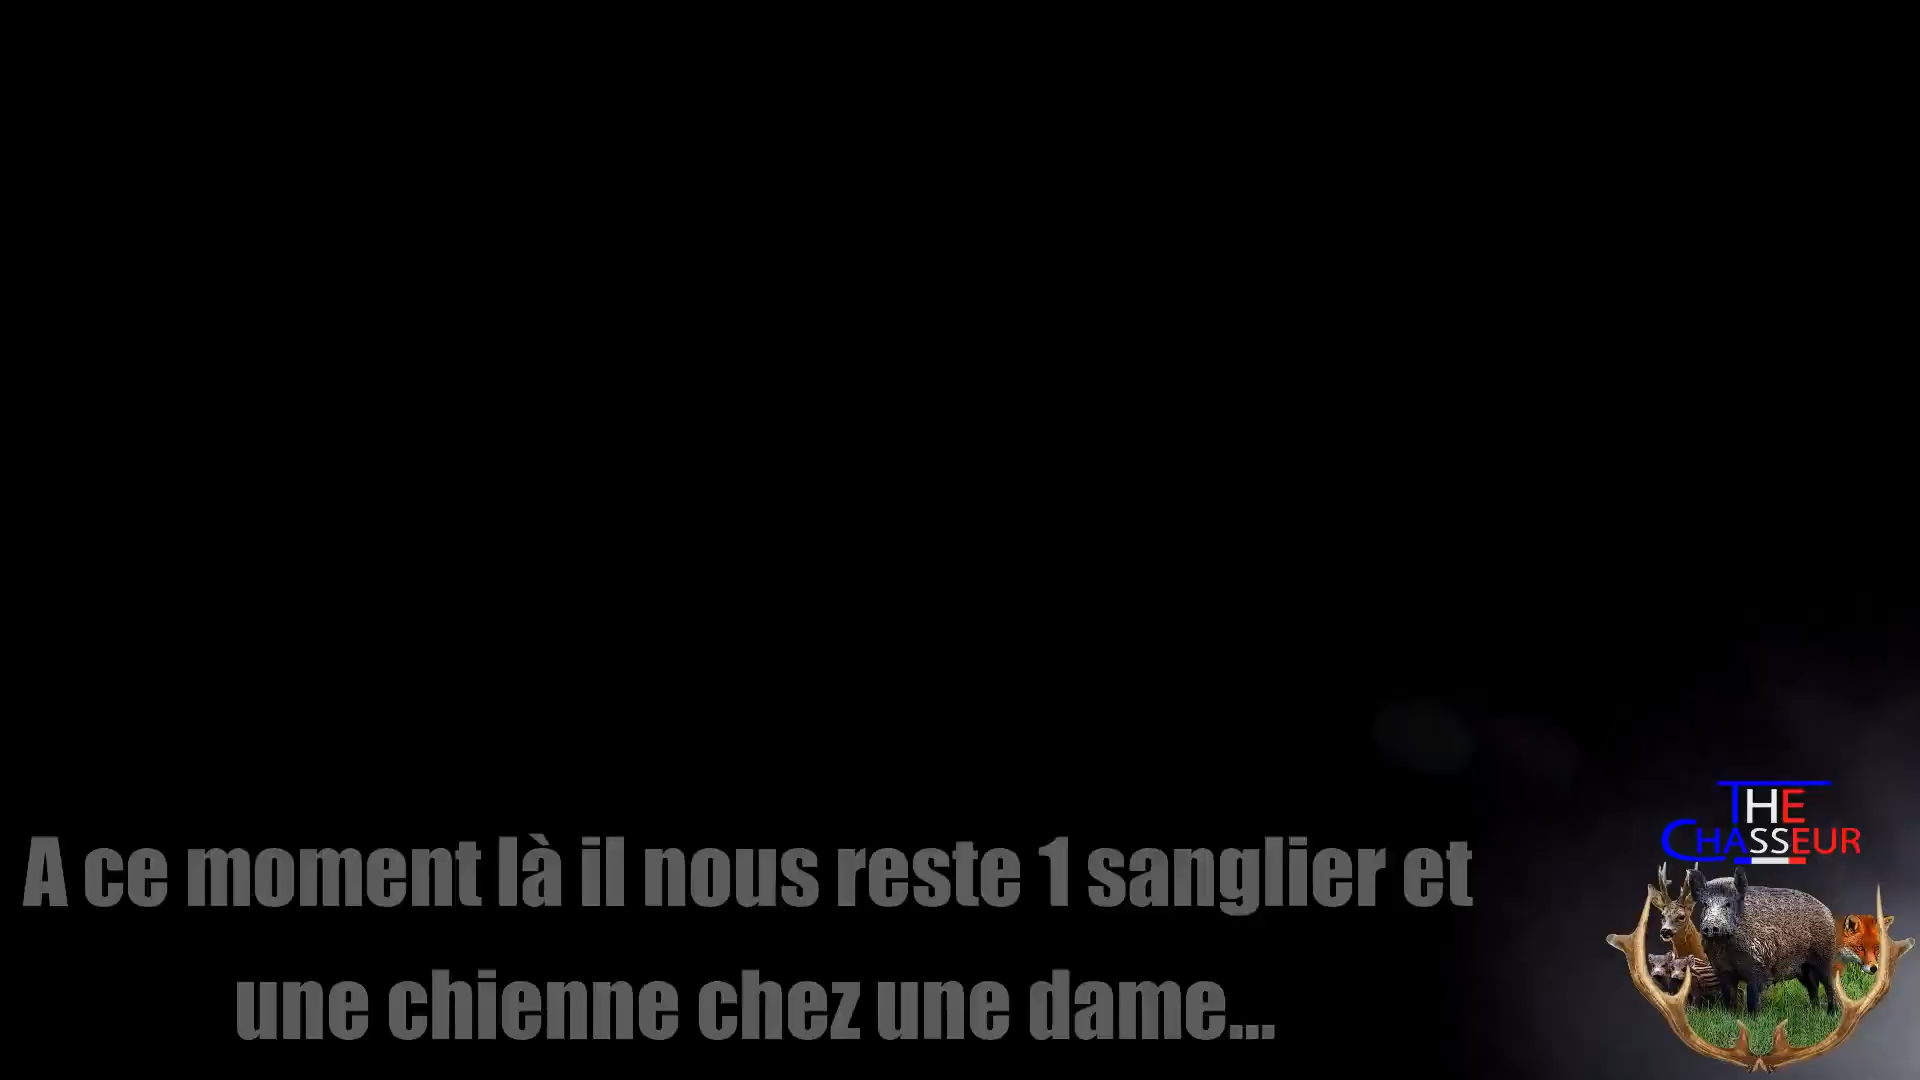 THE
CHASSEUR
A ce moment là il nous reste 1 sanglier et
une chienne chez une dame...